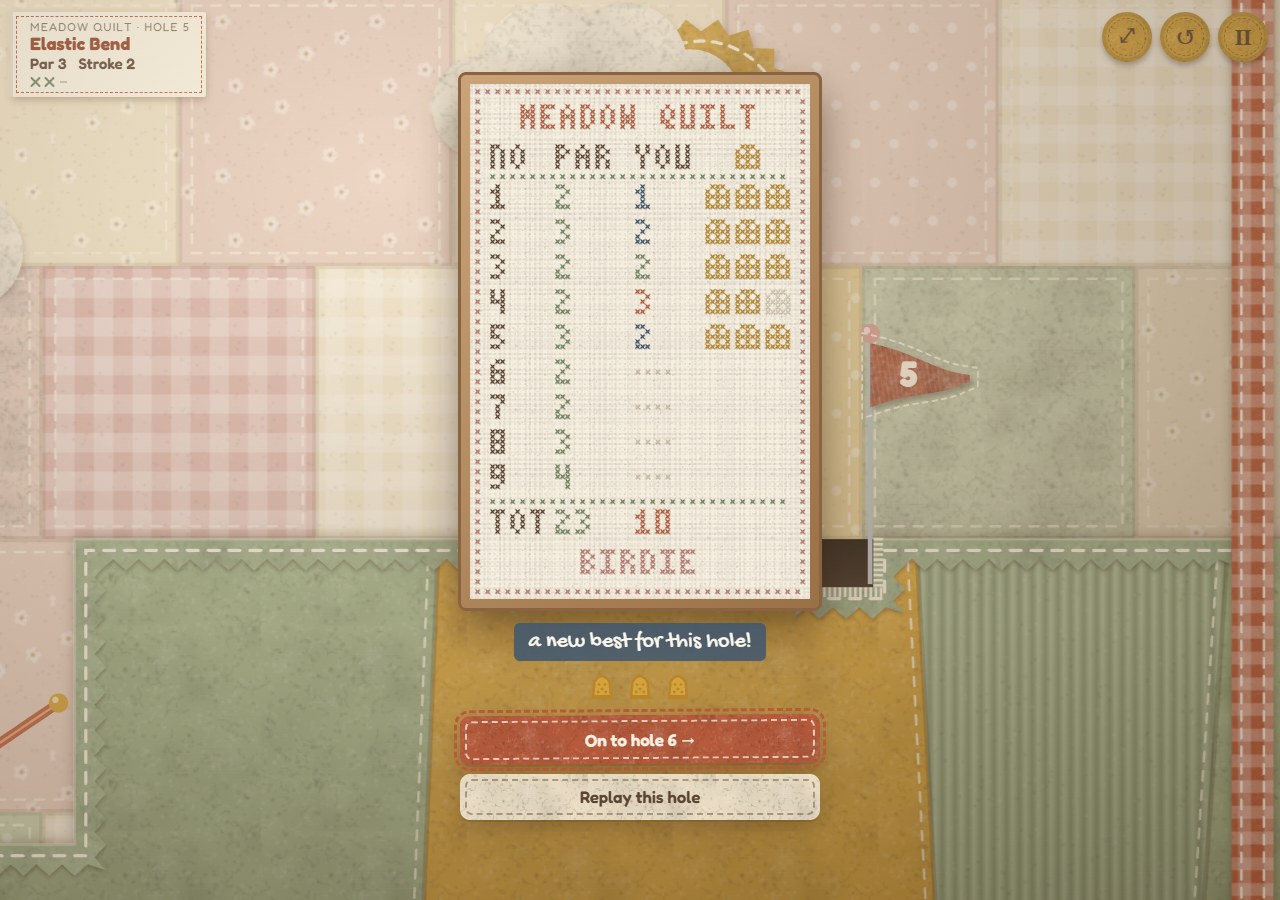 MEADOW QUILT · HOLE 5
Elastic Bend
Par 3 Stroke 2
MEADOW QUILT
NO PAR YOU
1 2 1
2 3 2
3 2 2
4 2 3
5 3 2
6 2
7 2
8 3
9 4
TOT 23 10
BIRDIE
5
a new best for this hole!
On to hole 6 →
Replay this hole